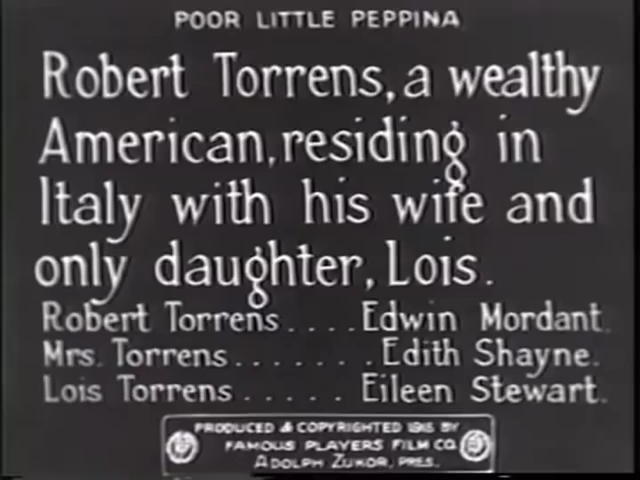 POOR LITTLE PEPPINA
Robert Torrens, a wealthy
American, residing in
Italy with his wife and
only daughter, Lois.
Robert Torrens.... Edwin Mordant.
Mrs. Torrens....... Edith Shayne.
Lois Torrens..... Eileen Stewart.
PRODUCED & COPYRIGHTED 1916 BY
FAMOUS PLAYERS FILM CO.
ADOLPH ZUKOR, PRES.